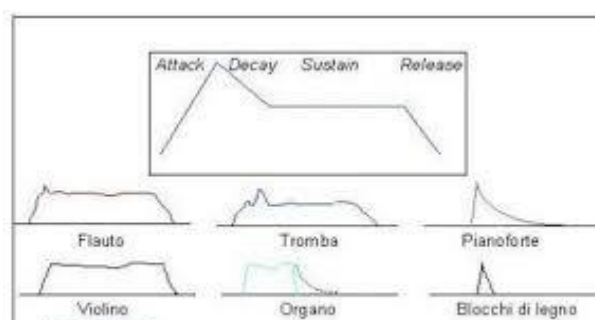 Attack Decay Sustain Release
Flauto Tromba Pianoforte
Violino Organo Blocchi di legno